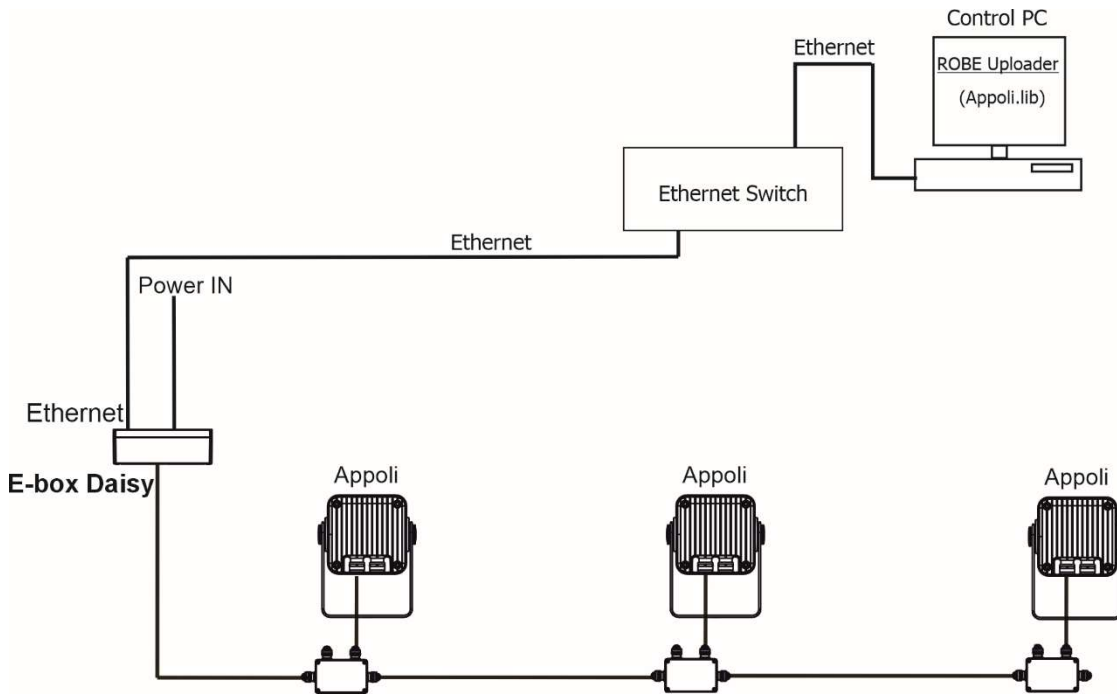 Control PC
Ethernet
ROBE Uploader
(Appoli.lib)
Ethernet Switch
Ethernet
Power IN
Ethernet
E-box Daisy
Appoli
Appoli
Appoli